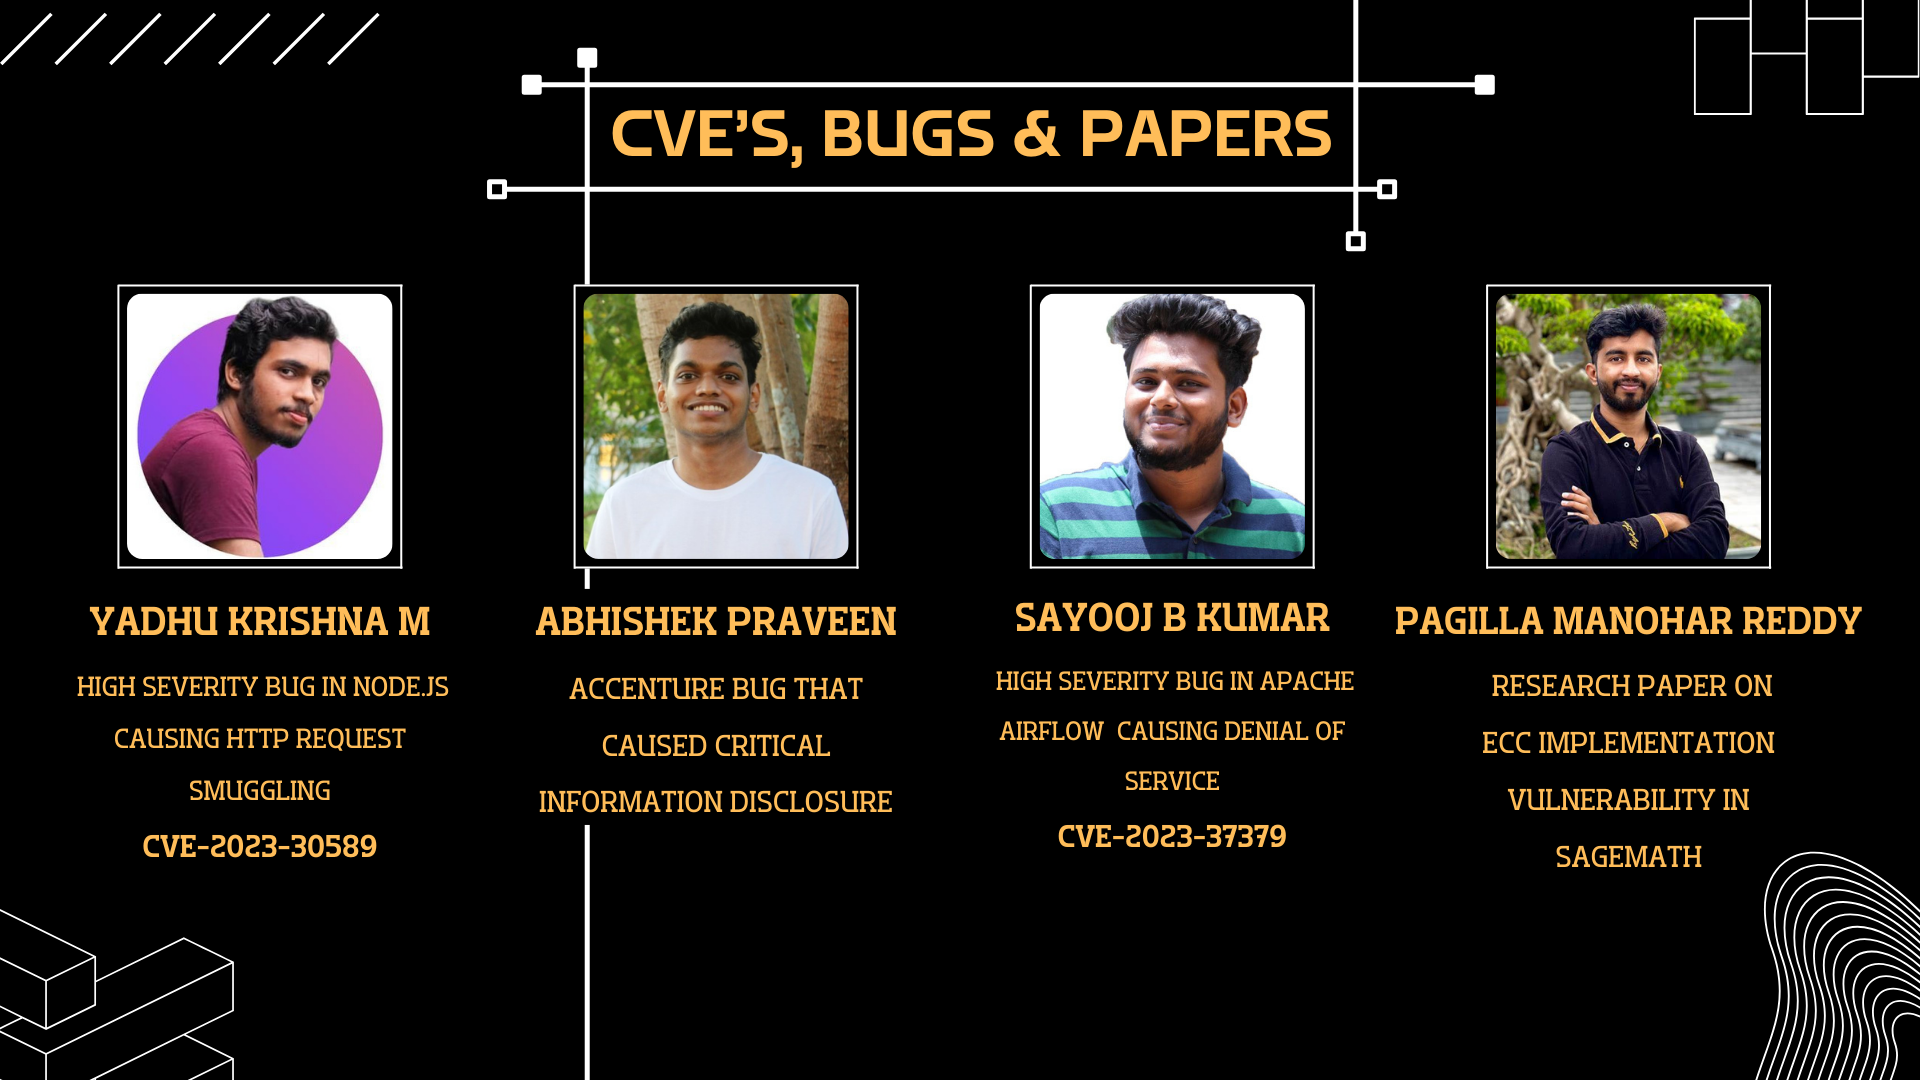 CVE'S, BUGS & PAPERS
YADHU KRISHNA M
HIGH SEVERITY BUG IN NODE.JS
CAUSING HTTP REQUEST
SMUGGLING
CVE-2023-30589
ABHISHEK PRAVEEN
ACCENTURE BUG THAT
CAUSED CRITICAL
INFORMATION DISCLOSURE
SAYOOJ B KUMAR
HIGH SEVERITY BUG IN APACHE
AIRFLOW CAUSING DENIAL OF
SERVICE
CVE-2023-37379
PAGILLA MANOHAR REDDY
RESEARCH PAPER ON
ECC IMPLEMENTATION
VULNERABILITY IN
SAGEMATH